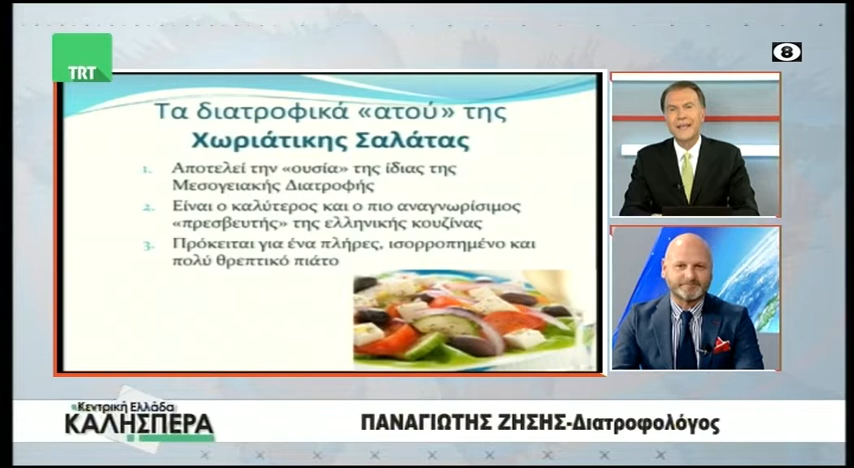 TRT
8
Τα διατροφικά «ατού» της
Χωριάτικης Σαλάτας
1. Αποτελεί την «ουσία» της ίδιας της
Μεσογειακής Διατροφής
2. Είναι ο καλύτερος και ο πιο αναγνωρίσιμος
«πρεσβευτής» της ελληνικής κουζίνας
3. Πρόκειται για ένα πλήρες, ισορροπημένο και
πολύ θρεπτικό πιάτο
Κεντρική Ελλάδα
ΚΑΛΗΣΠΕΡΑ
ΠΑΝΑΓΙΩΤΗΣ ΖΗΣΗΣ-Διατροφολόγος